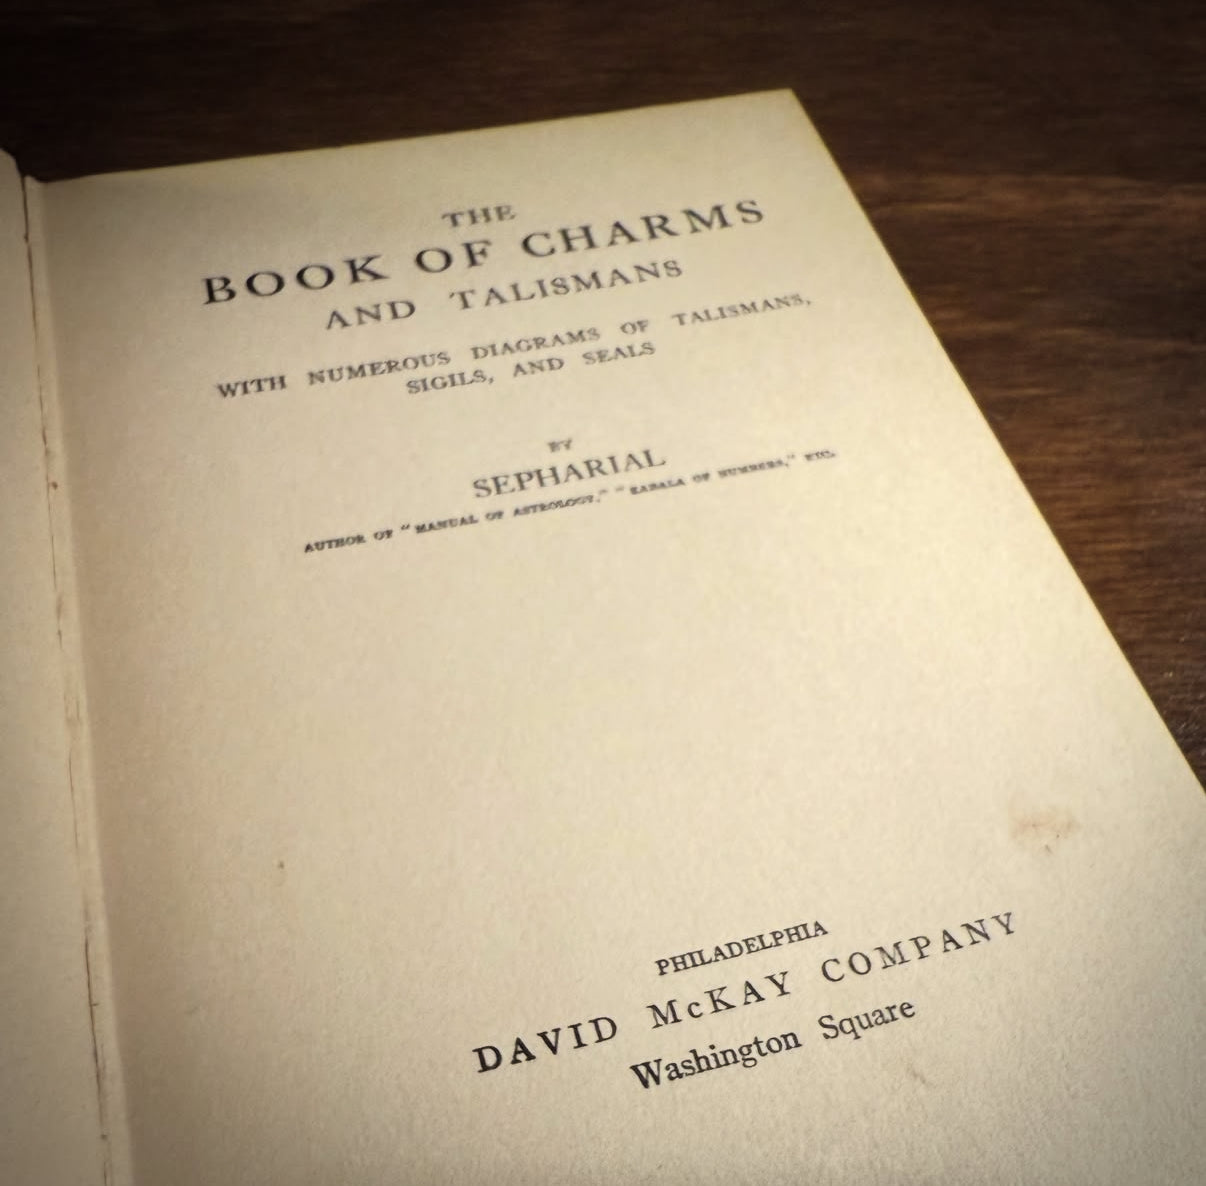 THE
BOOK OF CHARMS
AND TALISMANS
WITH NUMEROUS DIAGRAMS OF TALISMANS,
SIGILS, AND SEALS
BY
SEPHARIAL
AUTHOR OF "MANUAL OF ASTROLOGY," "KABALA OF NUMBERS," ETC.
PHILADELPHIA
DAVID McKAY COMPANY
Washington Square